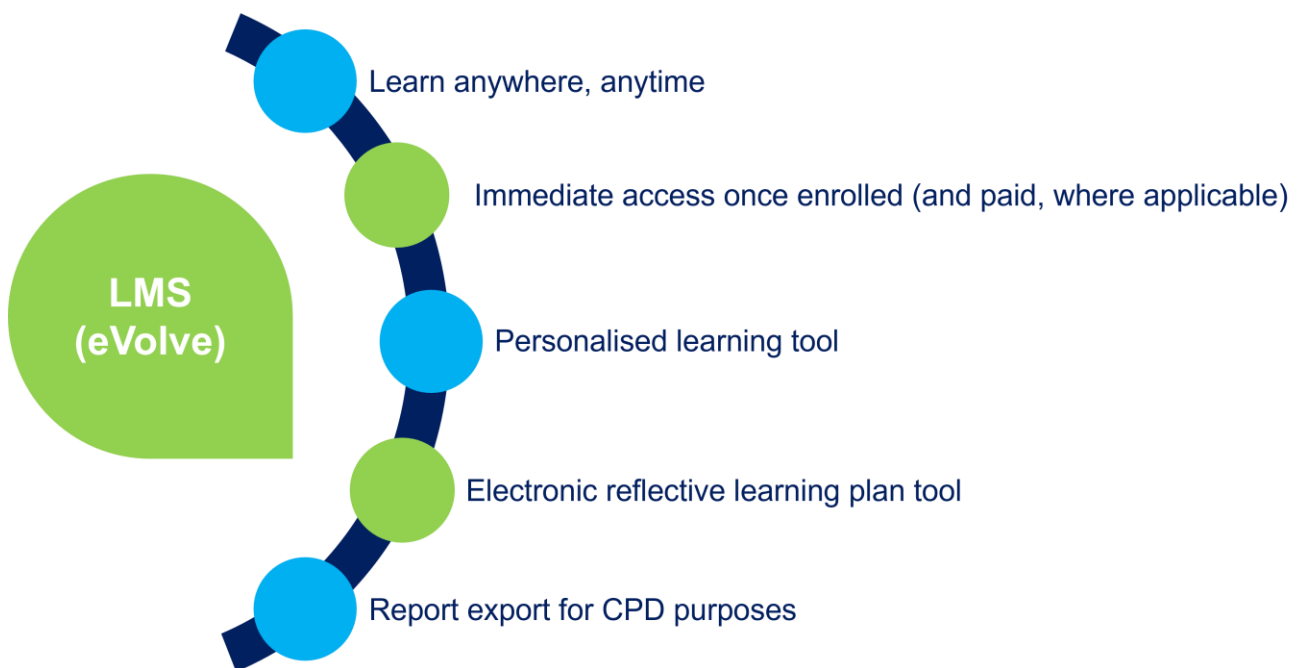 LMS
(eVolve)
Learn anywhere, anytime
Immediate access once enrolled (and paid, where applicable)
Personalised learning tool
Electronic reflective learning plan tool
Report export for CPD purposes